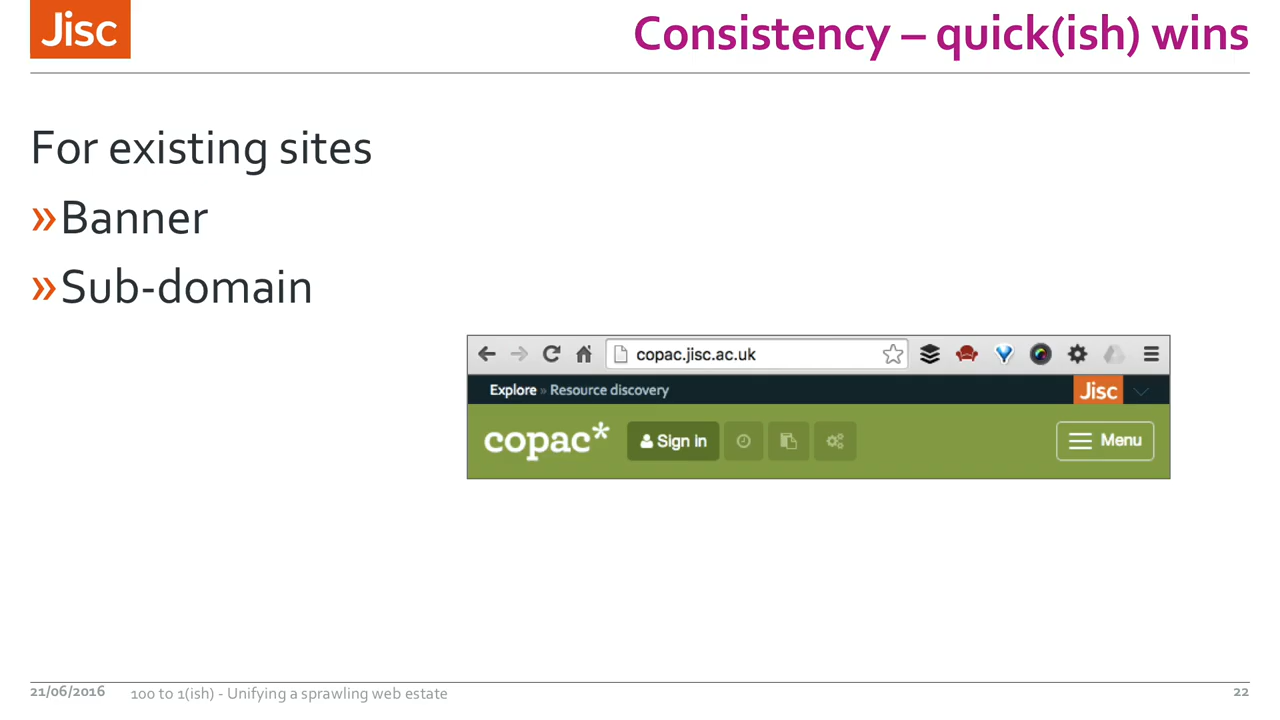 Jisc
Consistency – quick(ish) wins
For existing sites
»Banner
»Sub-domain
copac.jisc.ac.uk
Explore » Resource discovery
Jisc
copac*
Sign in
Menu
21/06/2016
100 to 1(ish) - Unifying a sprawling web estate
22